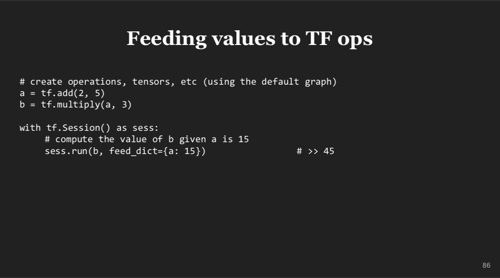 Feeding values to TF ops
# create operations, tensors, etc (using the default graph)
a = tf.add(2, 5)
b = tf.multiply(a, 3)
with tf.Session() as sess:
# compute the value of b given a is 15
sess.run(b, feed_dict={a: 15}) # >> 45
86